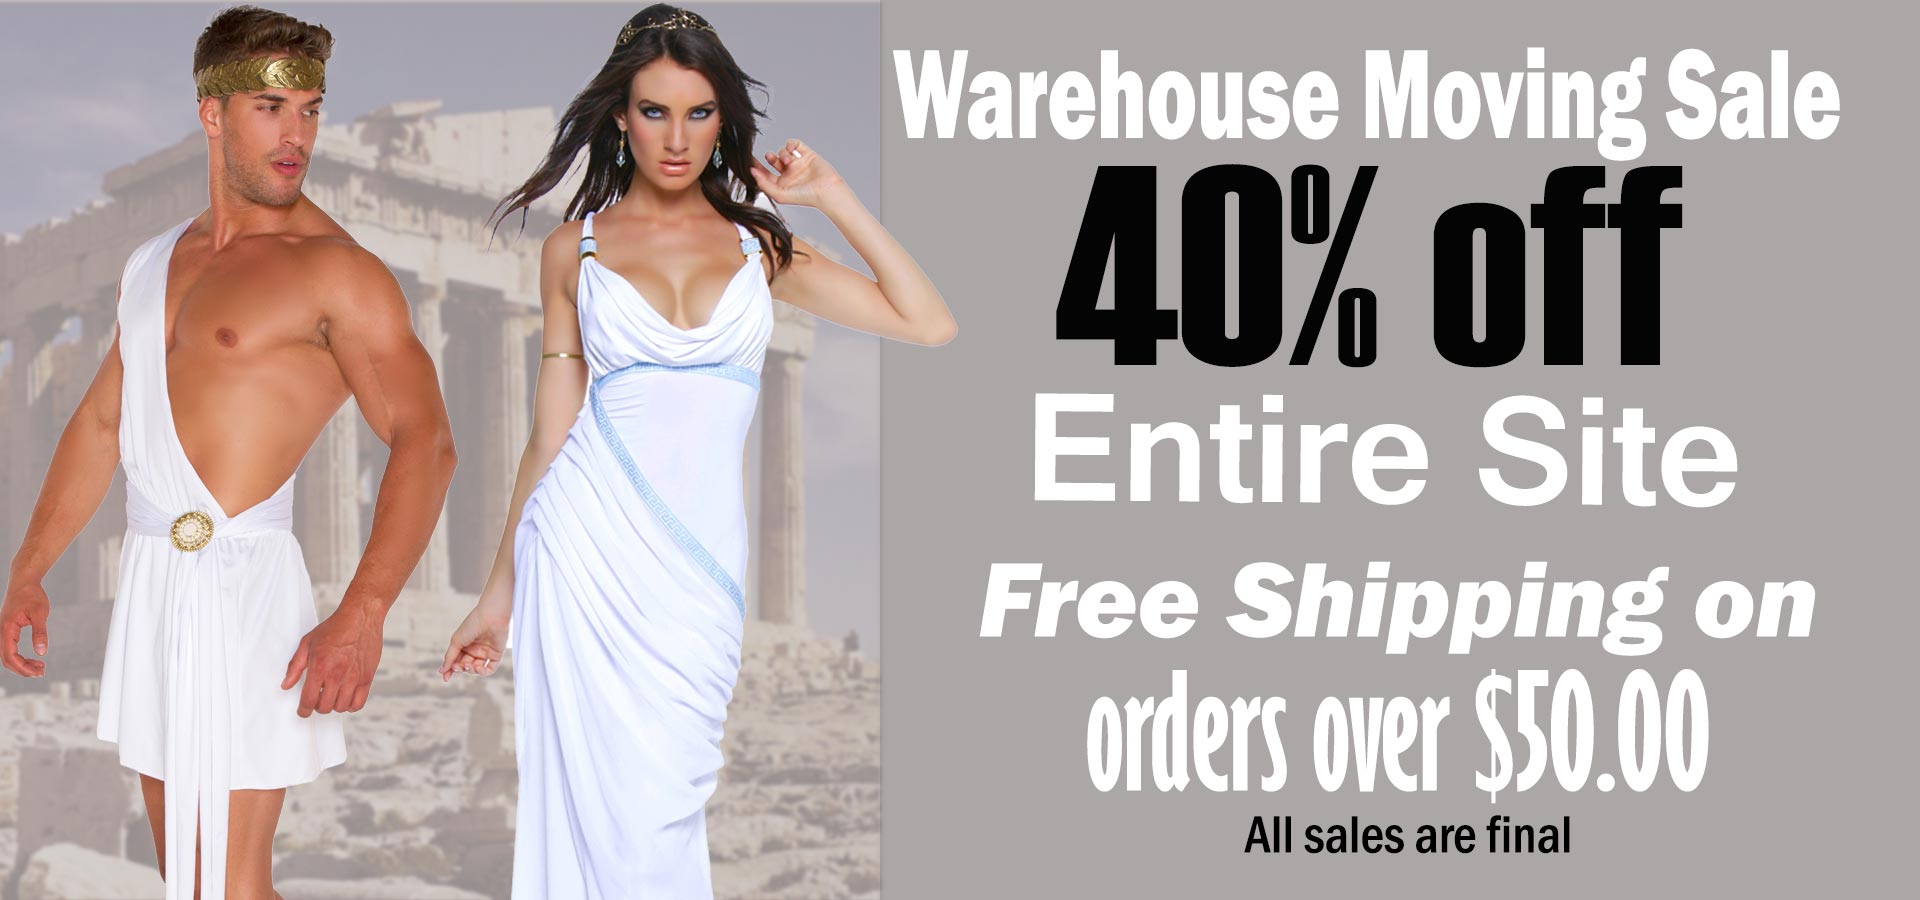 Warehouse Moving Sale
40% off
Entire Site
Free Shipping on
orders over $50.00
All sales are final